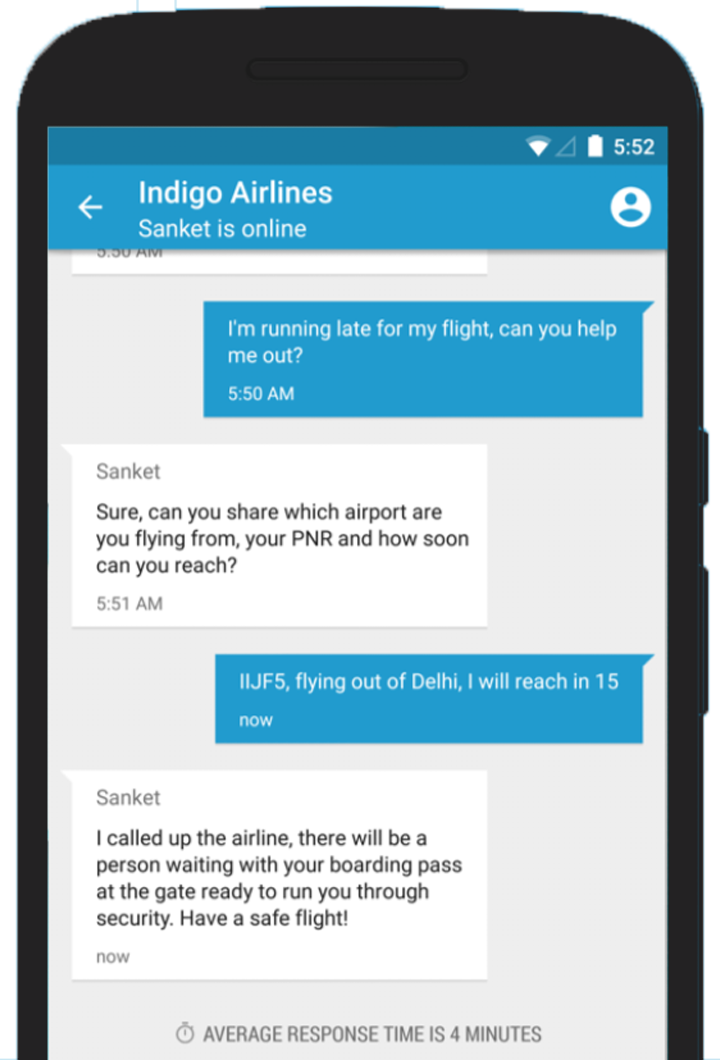 5:52
Indigo Airlines
Sanket is online
5:50 AM
I'm running late for my flight, can you help
me out?
5:50 AM
Sanket
Sure, can you share which airport are
you flying from, your PNR and how soon
can you reach?
5:51 AM
IIJF5, flying out of Delhi, I will reach in 15
now
Sanket
I called up the airline, there will be a
person waiting with your boarding pass
at the gate ready to run you through
security. Have a safe flight!
now
AVERAGE RESPONSE TIME IS 4 MINUTES